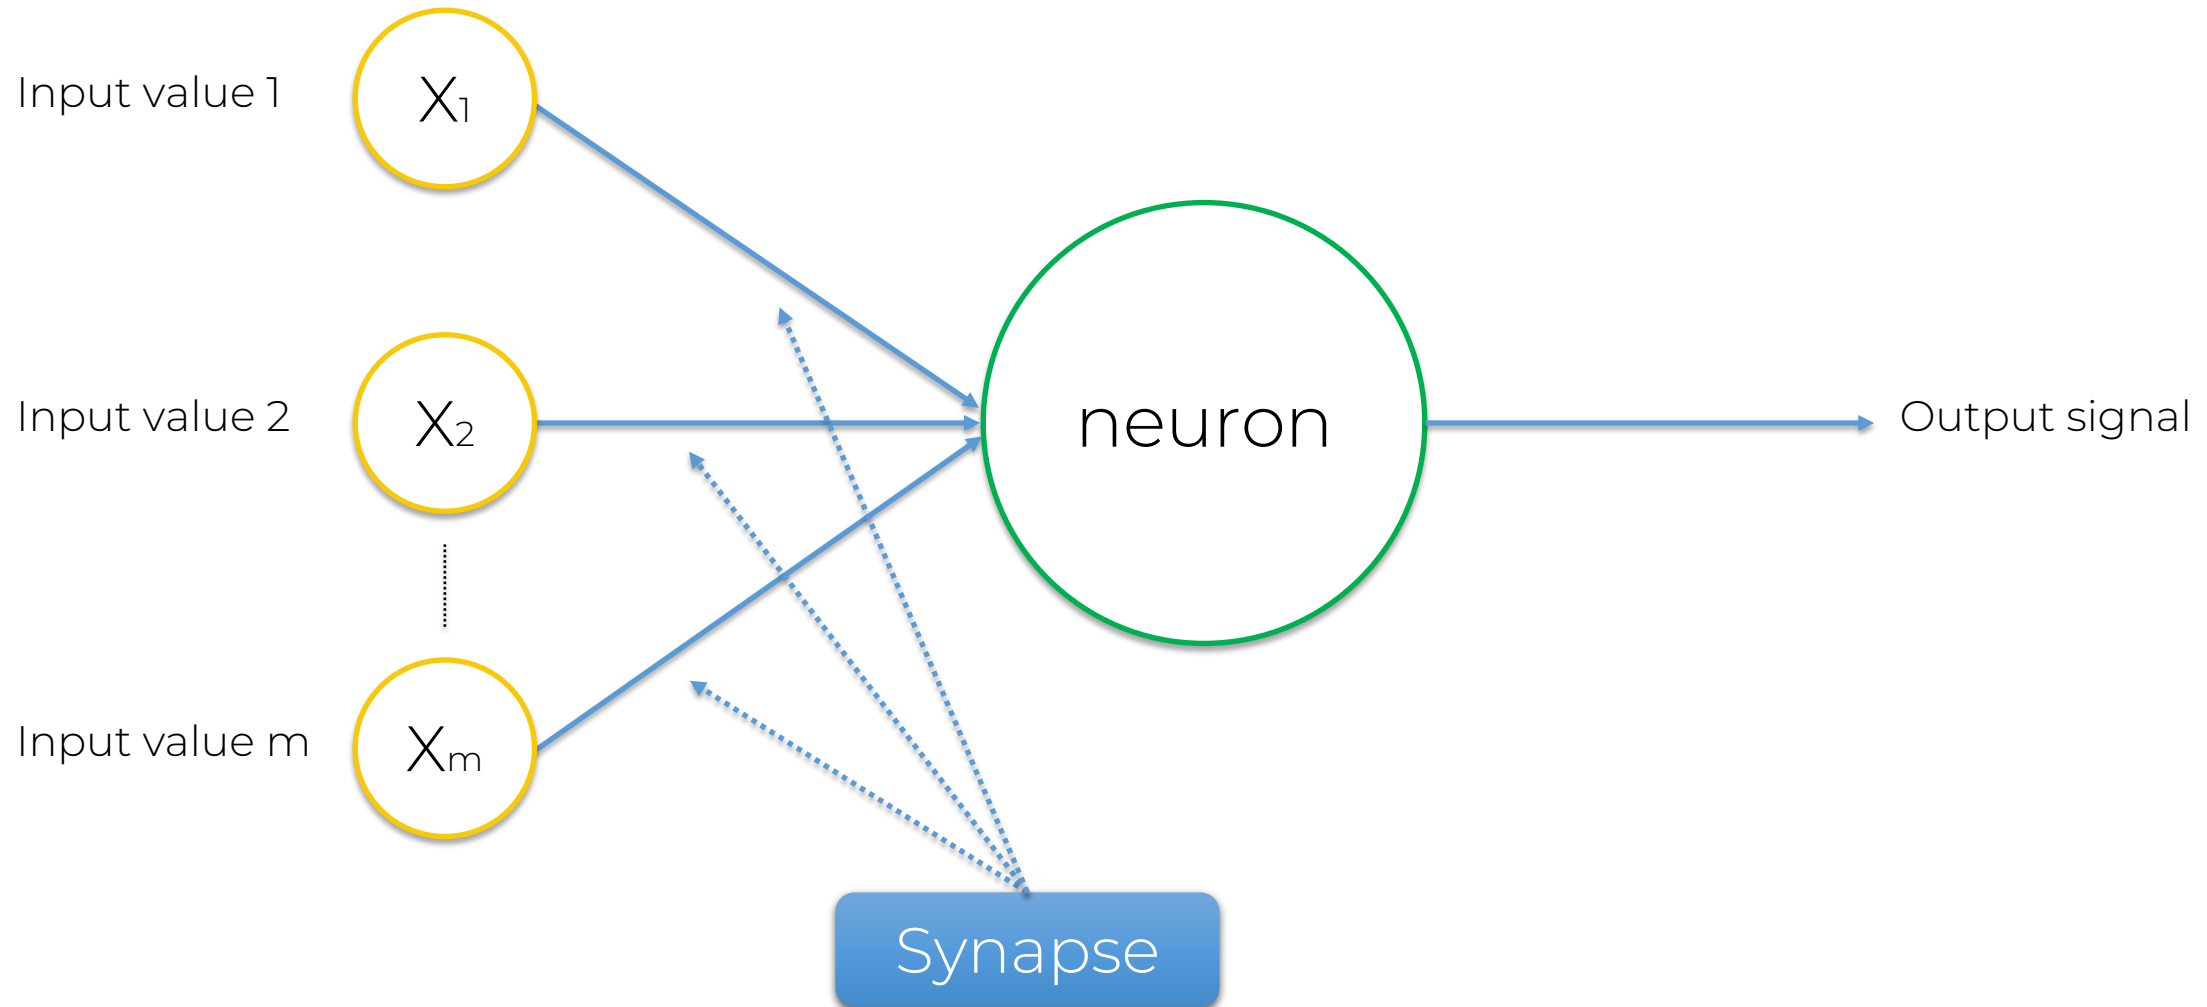 Input value 1
X₁
Input value 2
X₂
neuron
Output signal
Input value m
Xₘ
Synapse